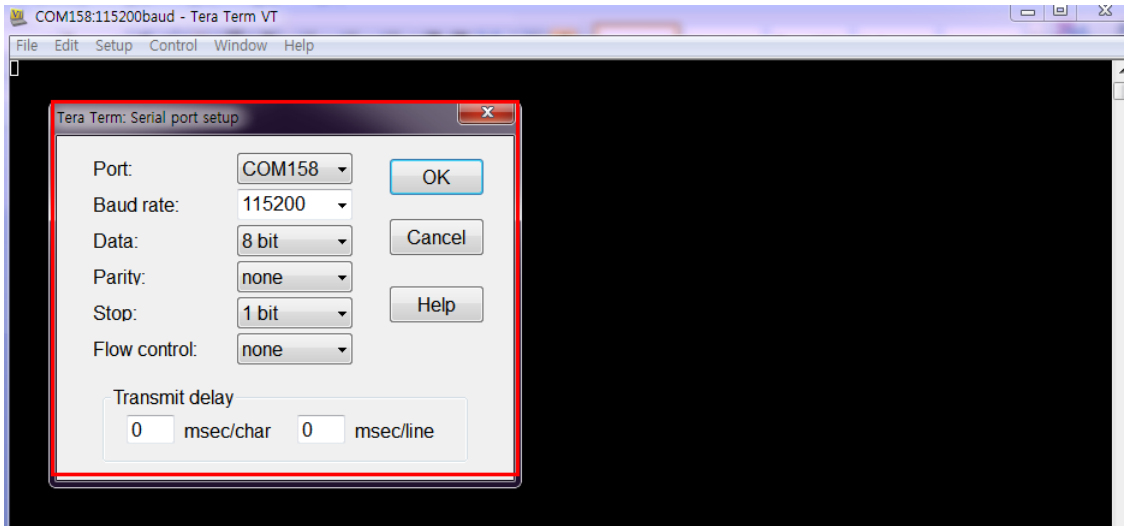 COM158:115200baud - Tera Term VT
File Edit Setup Control Window Help
Tera Term: Serial port setup
Port: COM158 OK
Baud rate: 115200
Data: 8 bit Cancel
Parity: none
Stop: 1 bit Help
Flow control: none
Transmit delay
0 msec/char 0 msec/line